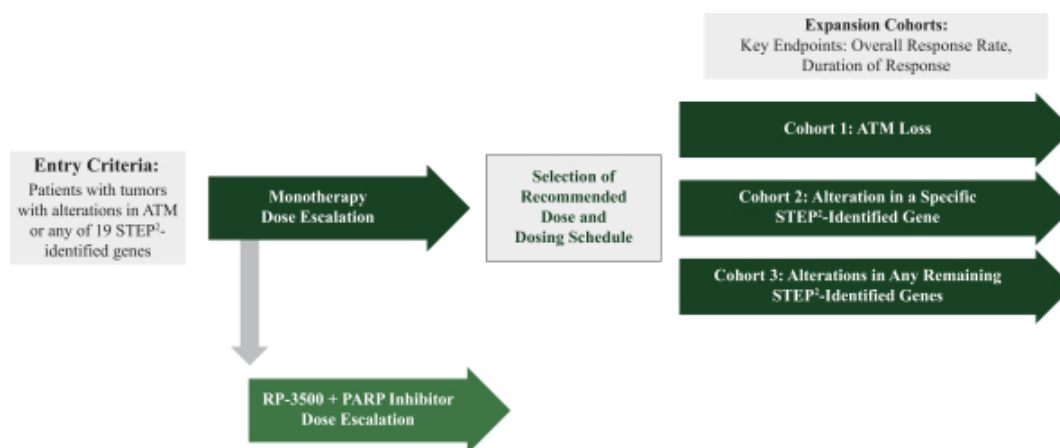 Expansion Cohorts:
Key Endpoints: Overall Response Rate,
Duration of Response
Cohort 1: ATM Loss
Entry Criteria:
Patients with tumors
with alterations in ATM
or any of 19 STEP²-
identified genes
Monotherapy
Dose Escalation
Selection of
Recommended
Dose and
Dosing Schedule
Cohort 2: Alteration in a Specific
STEP²-Identified Gene
Cohort 3: Alterations in Any Remaining
STEP²-Identified Genes
RP-3500 + PARP Inhibitor
Dose Escalation